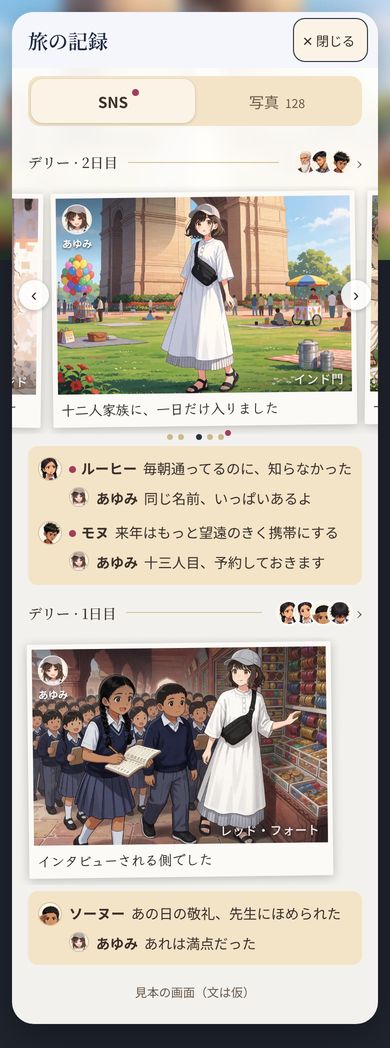 旅の記録
× 閉じる
SNS
写真 128
デリー · 2日目
あゆみ
ド
インド門
十二人家族に、一日だけ入りました
ルーヒー 毎朝通ってるのに、知らなかった
あゆみ 同じ名前、いっぱいあるよ
モヌ 来年はもっと望遠のきく携帯にする
あゆみ 十三人目、予約しておきます
デリー · 1日目
あゆみ
レッド・フォート
インタビューされる側でした
ソーヌー あの日の敬礼、先生にほめられた
あゆみ あれは満点だった
見本の画面（文は仮）